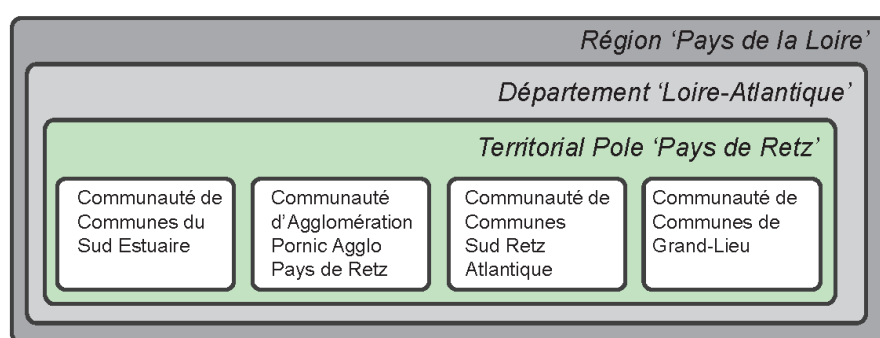 Région ‘Pays de la Loire’
Département ‘Loire-Atlantique’
Territorial Pole ‘Pays de Retz’
Communauté de
Communes du
Sud Estuaire
Communauté
d’Agglomération
Pornic Agglo
Pays de Retz
Communauté de
Communes
Sud Retz
Atlantique
Communauté de
Communes de
Grand-Lieu